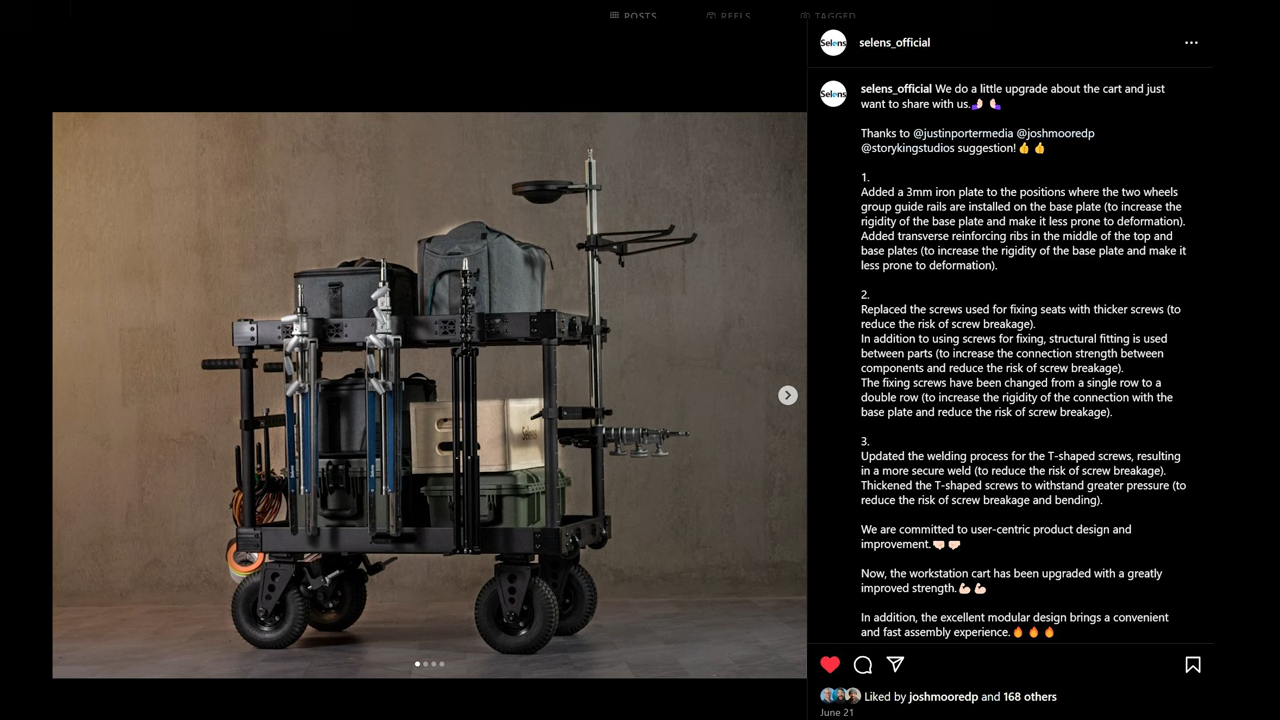 POSTS REELS TAGGED
Selens selens_official
Selens selens_official We do a little upgrade about the cart and just
want to share with us.
Thanks to @justinportermedia @joshmooredp
@storykingstudios suggestion!
1.
Added a 3mm iron plate to the positions where the two wheels
group guide rails are installed on the base plate (to increase the
rigidity of the base plate and make it less prone to deformation).
Added transverse reinforcing ribs in the middle of the top and
base plates (to increase the rigidity of the base plate and make it
less prone to deformation).
2.
Replaced the screws used for fixing seats with thicker screws (to
reduce the risk of screw breakage).
In addition to using screws for fixing, structural fitting is used
between parts (to increase the connection strength between
components and reduce the risk of screw breakage).
The fixing screws have been changed from a single row to a
double row (to increase the rigidity of the connection with the
base plate and reduce the risk of screw breakage).
3.
Updated the welding process for the T-shaped screws, resulting
in a more secure weld (to reduce the risk of screw breakage).
Thickened the T-shaped screws to withstand greater pressure (to
reduce the risk of screw breakage and bending).
We are committed to user-centric product design and
improvement.
Now, the workstation cart has been upgraded with a greatly
improved strength.
In addition, the excellent modular design brings a convenient
and fast assembly experience.
Liked by joshmooredp and 168 others
June 21
Selens